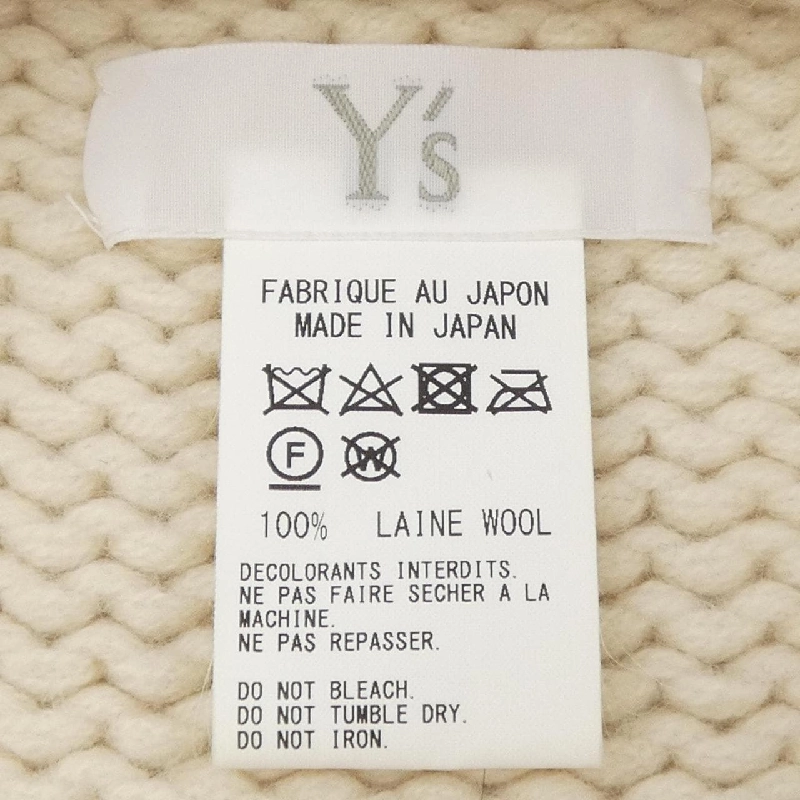 Y's
FABRIQUE AU JAPON
MADE IN JAPAN
F W
100% LAINE WOOL
DECOLORANTS INTERDITS.
NE PAS FAIRE SECHER A LA
MACHINE.
NE PAS REPASSER.
DO NOT BLEACH.
DO NOT TUMBLE DRY.
DO NOT IRON.